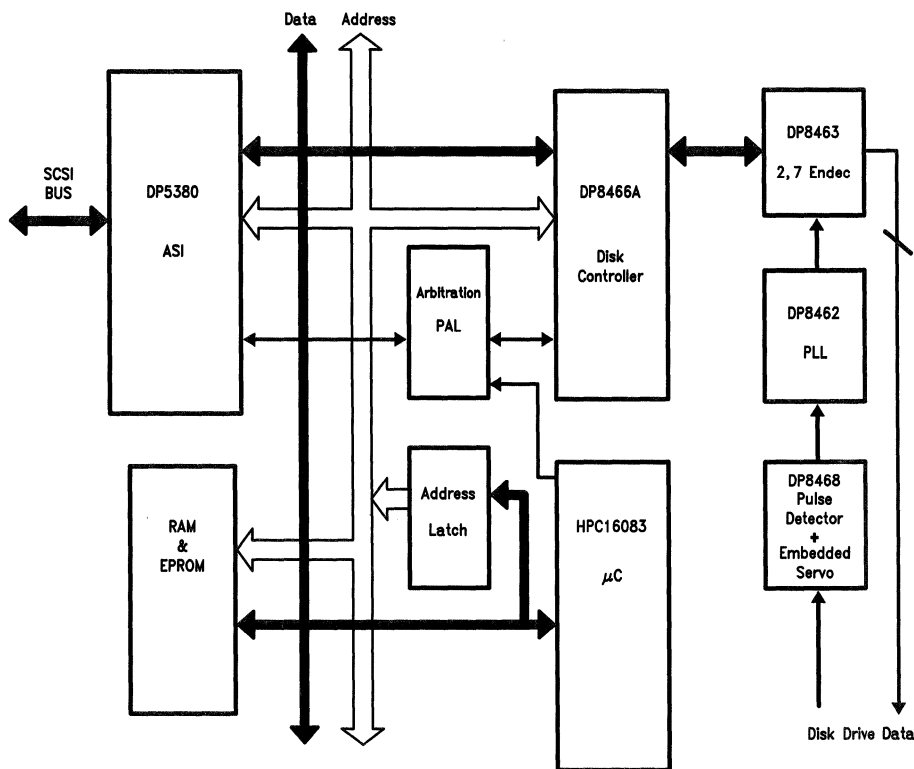 Data Address
SCSI
BUS
DP5380
ASI
DP8466A
Disk
Controller
DP8463
2,7 Endec
Arbitration
PAL
DP8462
PLL
RAM
&
EPROM
Address
Latch
HPC16083
μC
DP8468
Pulse
Detector
+
Embedded
Servo
Disk Drive Data